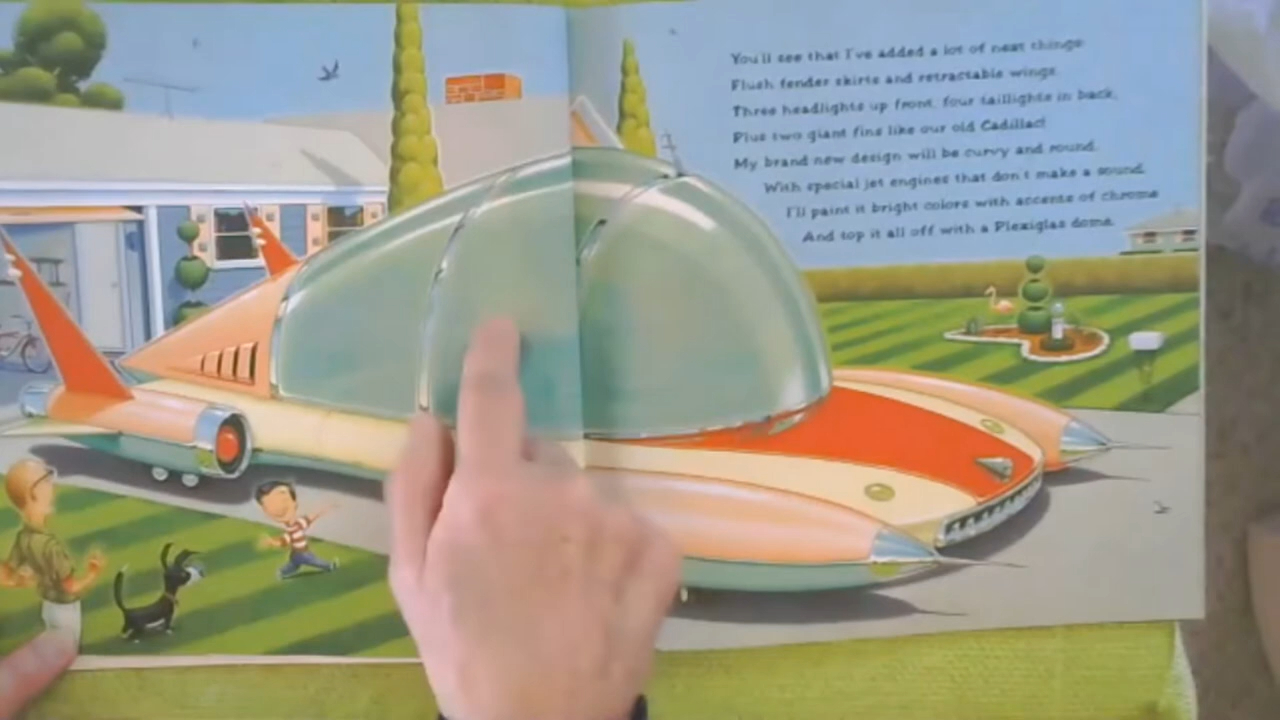 You'll see that I've added a lot of neat things:
Flush fender skirts and retractable wings.
Three headlights up front, four taillights in back,
Plus two giant fins like our old Cadillac!
My brand new design will be curvy and round.
With special jet engines that don't make a sound.
I'll paint it bright colors with accents of chrome
And top it all off with a Plexiglas dome.